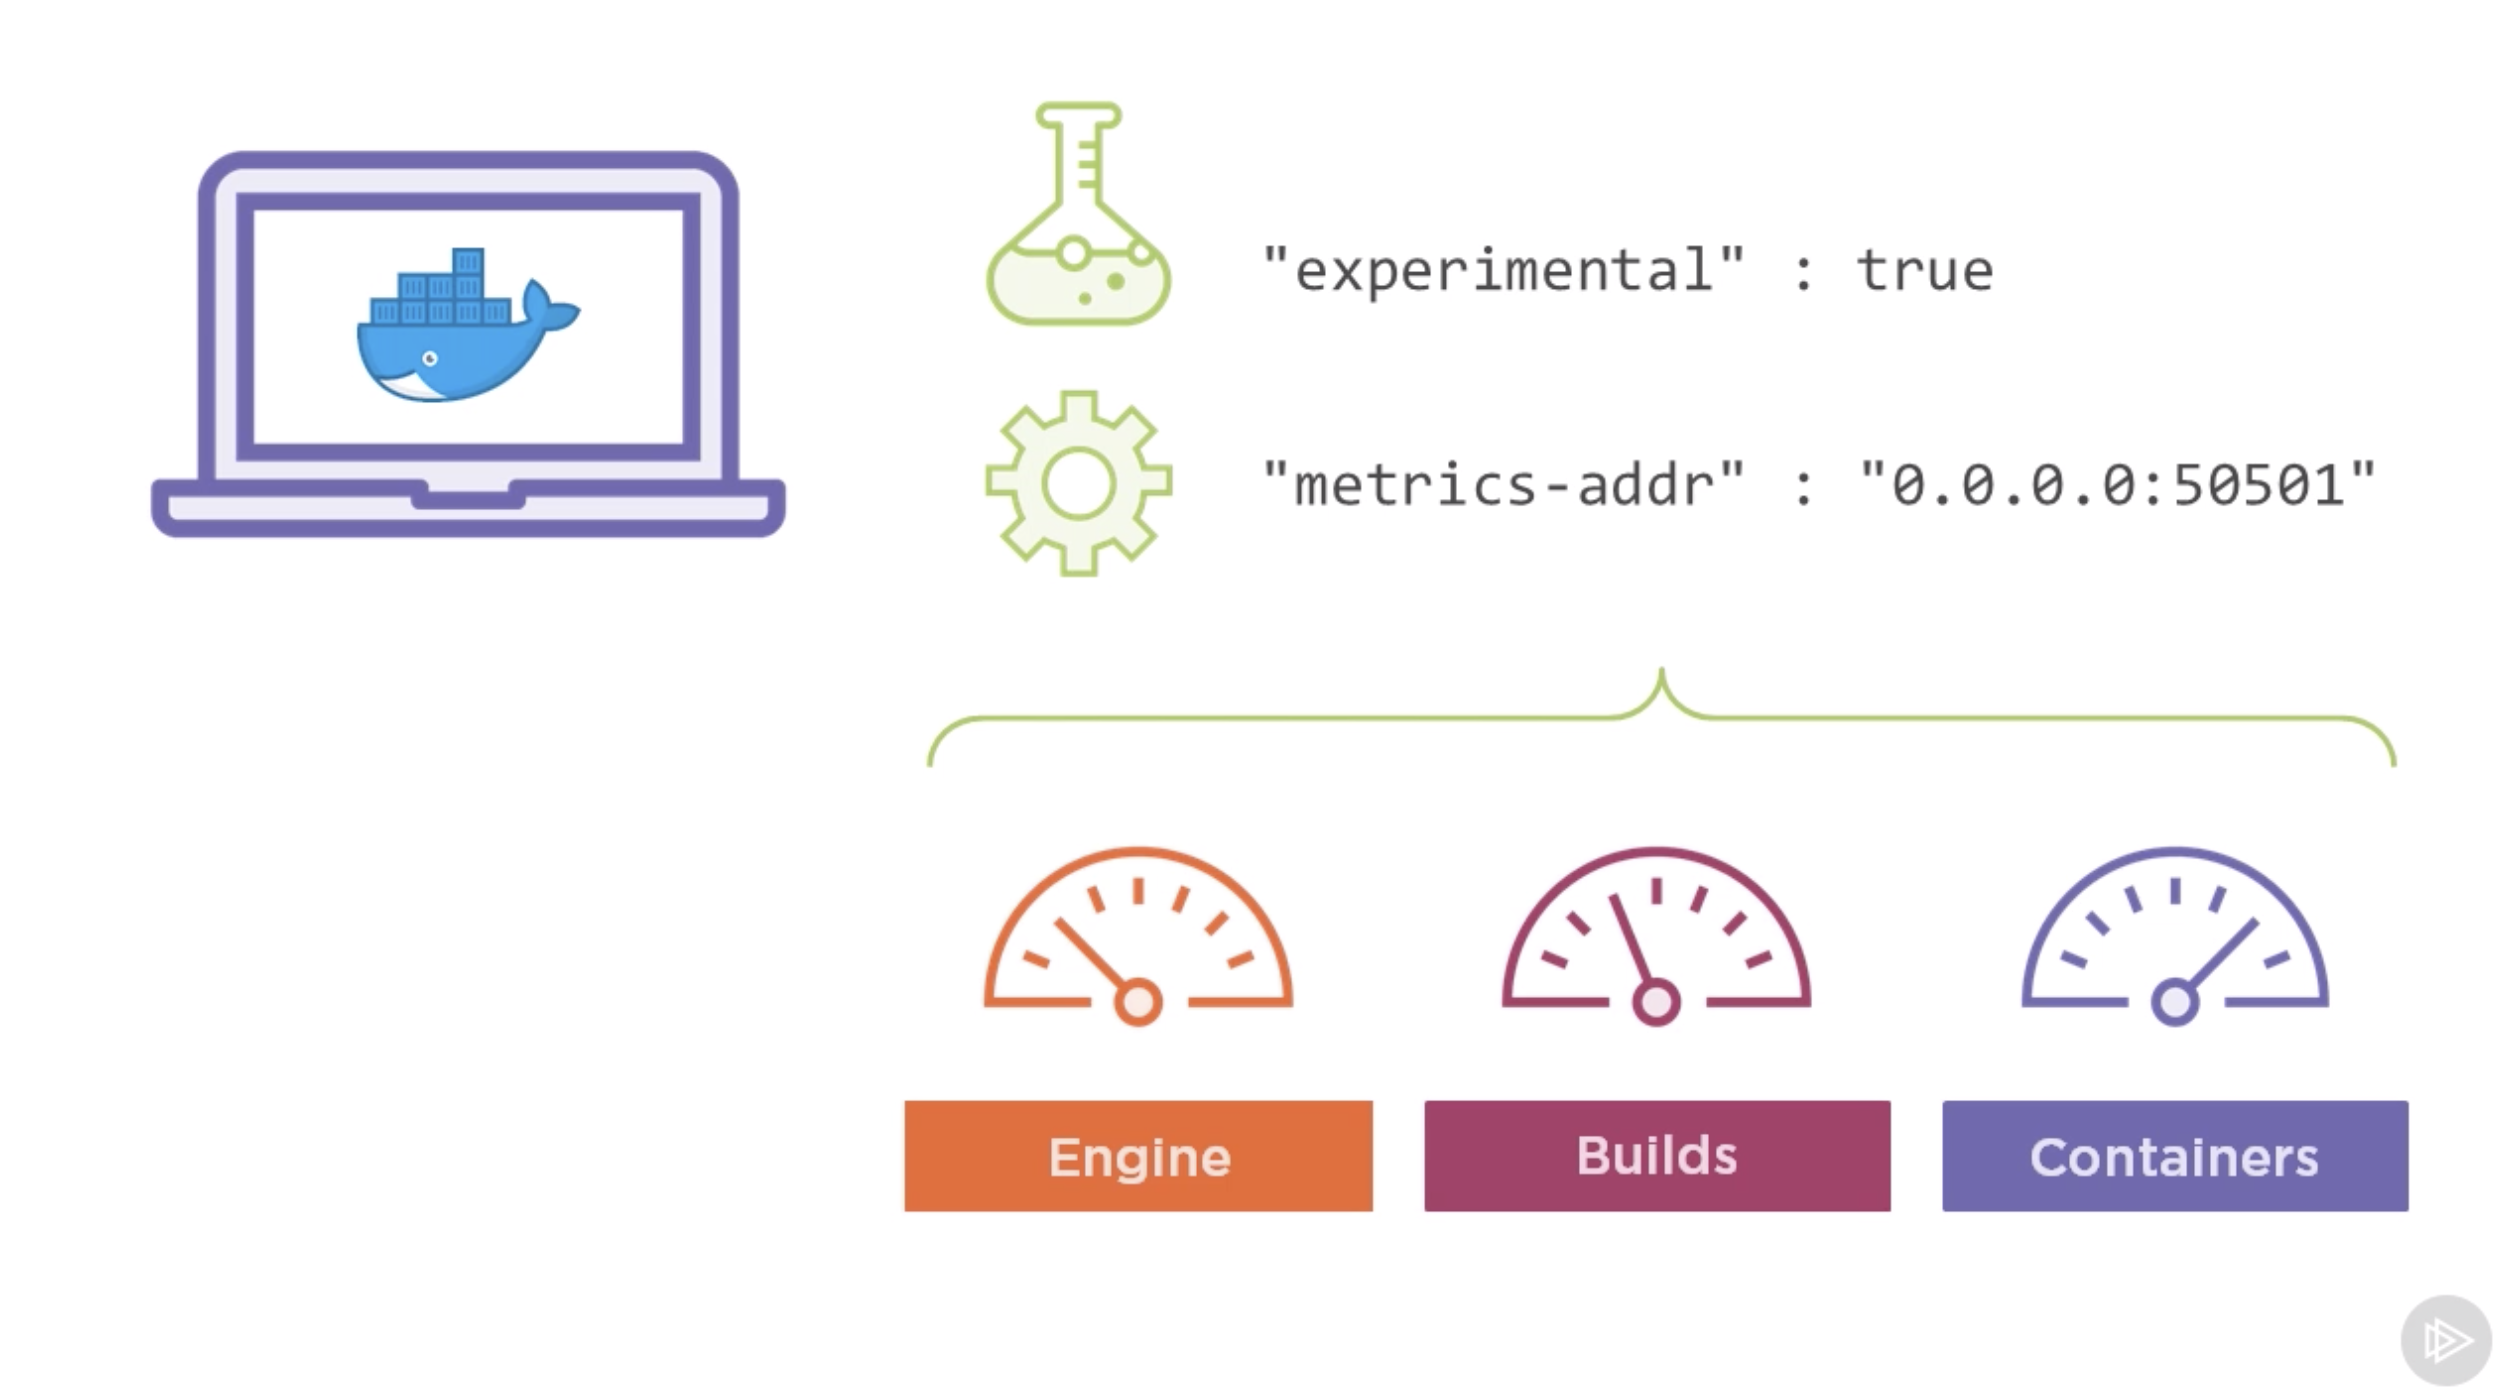 "experimental" : true
"metrics-addr" : "0.0.0.0:50501"
Engine
Builds
Containers